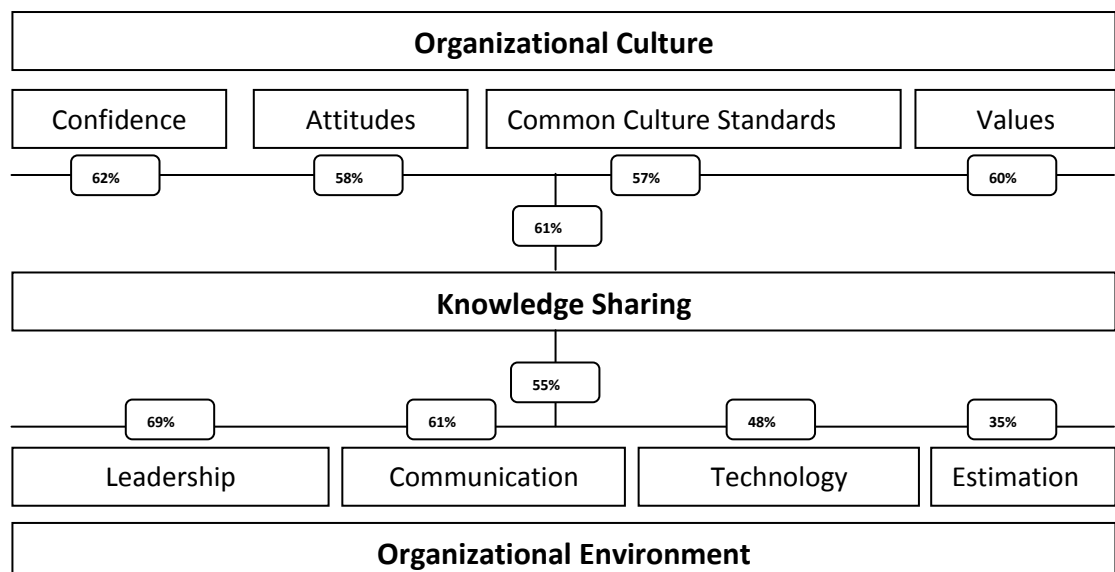 Organizational Culture
Confidence Attitudes Common Culture Standards Values
62% 58% 57% 60%
61%
Knowledge Sharing
55%
69% 61% 48% 35%
Leadership Communication Technology Estimation
Organizational Environment